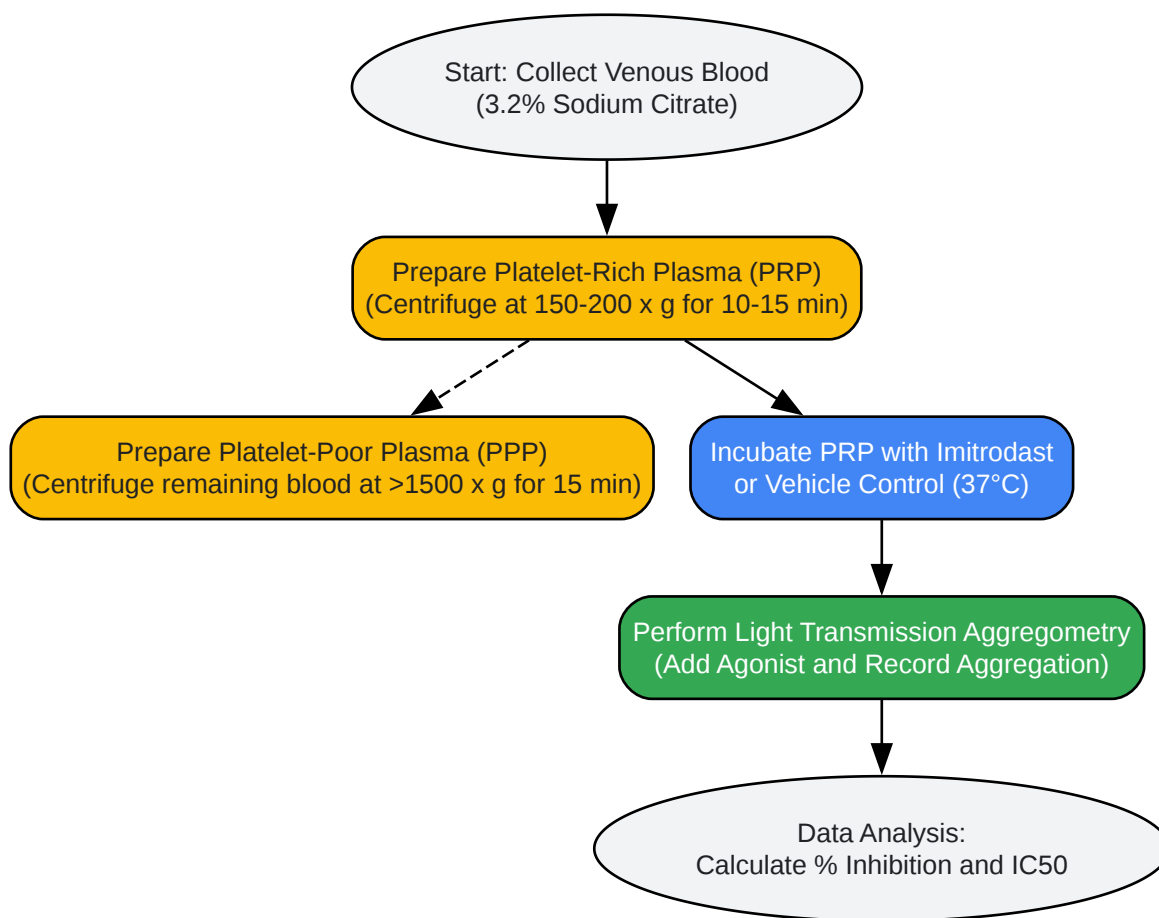 Start: Collect Venous Blood
(3.2% Sodium Citrate)
Prepare Platelet-Rich Plasma (PRP)
(Centrifuge at 150-200 x g for 10-15 min)
Prepare Platelet-Poor Plasma (PPP)
(Centrifuge remaining blood at >1500 x g for 15 min)
Incubate PRP with Imitrodast
or Vehicle Control (37°C)
Perform Light Transmission Aggregometry
(Add Agonist and Record Aggregation)
Data Analysis:
Calculate % Inhibition and IC50